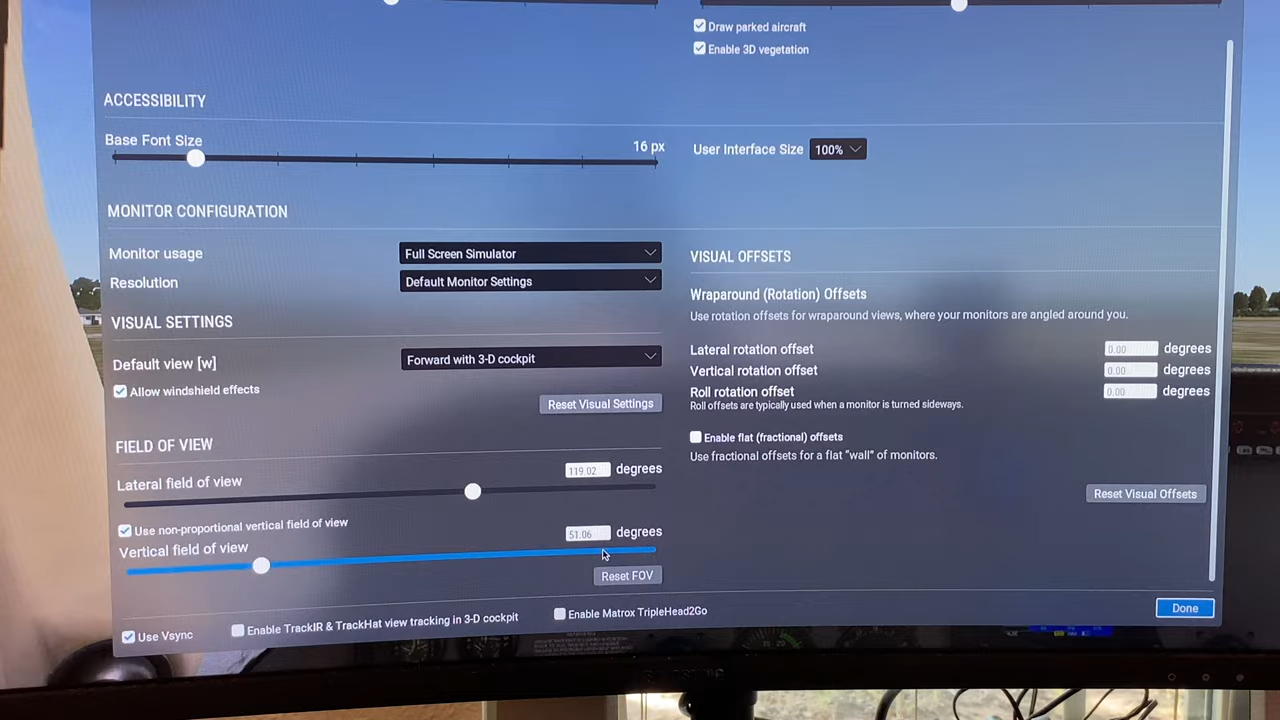 Draw parked aircraft
Enable 3D vegetation
ACCESSIBILITY
Base Font Size
16 px
User Interface Size
100%
MONITOR CONFIGURATION
Monitor usage
Full Screen Simulator
Resolution
Default Monitor Settings
VISUAL SETTINGS
Default view [w]
Forward with 3-D cockpit
Allow windshield effects
Reset Visual Settings
FIELD OF VIEW
Lateral field of view
119.02 degrees
Use non-proportional vertical field of view
Vertical field of view
51.06 degrees
Reset FOV
VISUAL OFFSETS
Wraparound (Rotation) Offsets
Use rotation offsets for wraparound views, where your monitors are angled around you.
Lateral rotation offset
0.00 degrees
Vertical rotation offset
0.00 degrees
Roll rotation offset
0.00 degrees
Roll offsets are typically used when a monitor is turned sideways.
Enable flat (fractional) offsets
Use fractional offsets for a flat “wall” of monitors.
Reset Visual Offsets
Use Vsync
Enable TrackIR & TrackHat view tracking in 3-D cockpit
Enable Matrox TripleHead2Go
Done